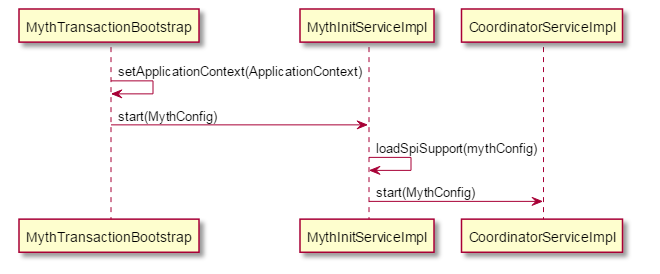 MythTransactionBootstrap
MythInitServiceImpl
CoordinatorServiceImpl
setApplicationContext(ApplicationContext)
start(MythConfig)
loadSpiSupport(mythConfig)
start(MythConfig)
MythTransactionBootstrap
MythInitServiceImpl
CoordinatorServiceImpl